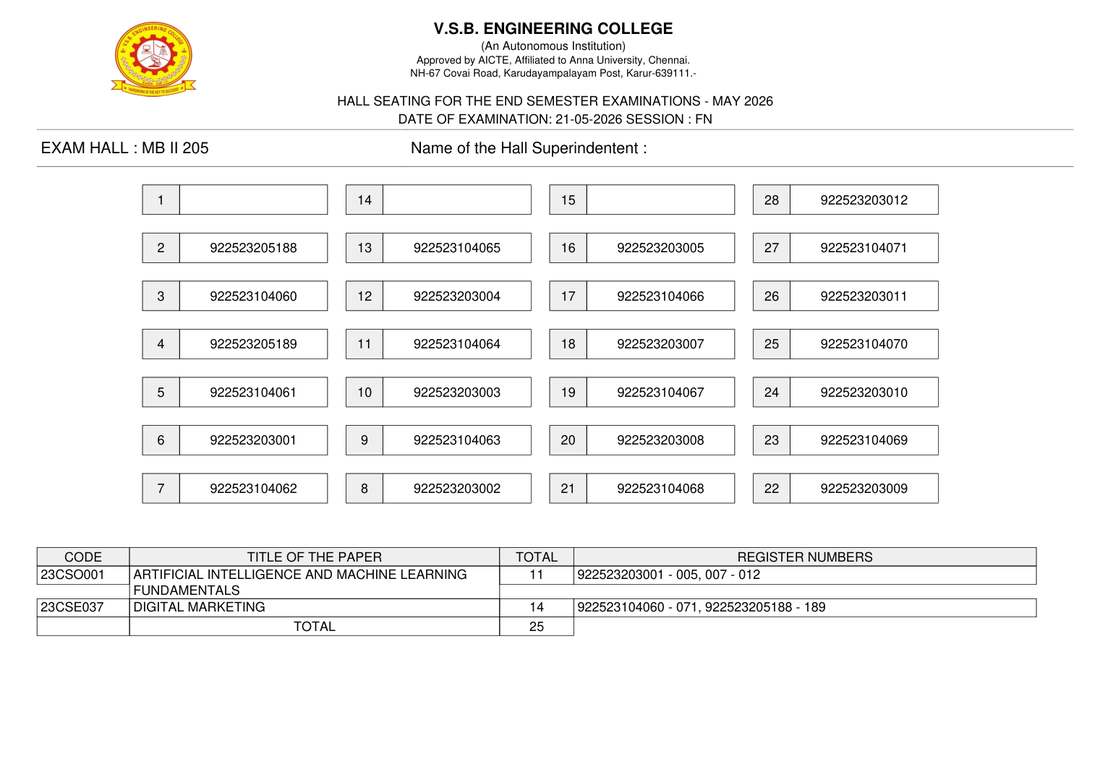 V.S.B. ENGINEERING COLLEGE
(An Autonomous Institution)
Approved by AICTE, Affiliated to Anna University, Chennai.
NH-67 Covai Road, Karudayampalayam Post, Karur-639111.-
HALL SEATING FOR THE END SEMESTER EXAMINATIONS - MAY 2026
DATE OF EXAMINATION: 21-05-2026 SESSION : FN
EXAM HALL : MB II 205 Name of the Hall Superindentent :
1 14 15 28 922523203012
2 922523205188 13 922523104065 16 922523203005 27 922523104071
3 922523104060 12 922523203004 17 922523104066 26 922523203011
4 922523205189 11 922523104064 18 922523203007 25 922523104070
5 922523104061 10 922523203003 19 922523104067 24 922523203010
6 922523203001 9 922523104063 20 922523203008 23 922523104069
7 922523104062 8 922523203002 21 922523104068 22 922523203009
CODE TITLE OF THE PAPER TOTAL REGISTER NUMBERS
23CSO001 ARTIFICIAL INTELLIGENCE AND MACHINE LEARNING 11 922523203001 - 005, 007 - 012
FUNDAMENTALS
23CSE037 DIGITAL MARKETING 14 922523104060 - 071, 922523205188 - 189
TOTAL 25